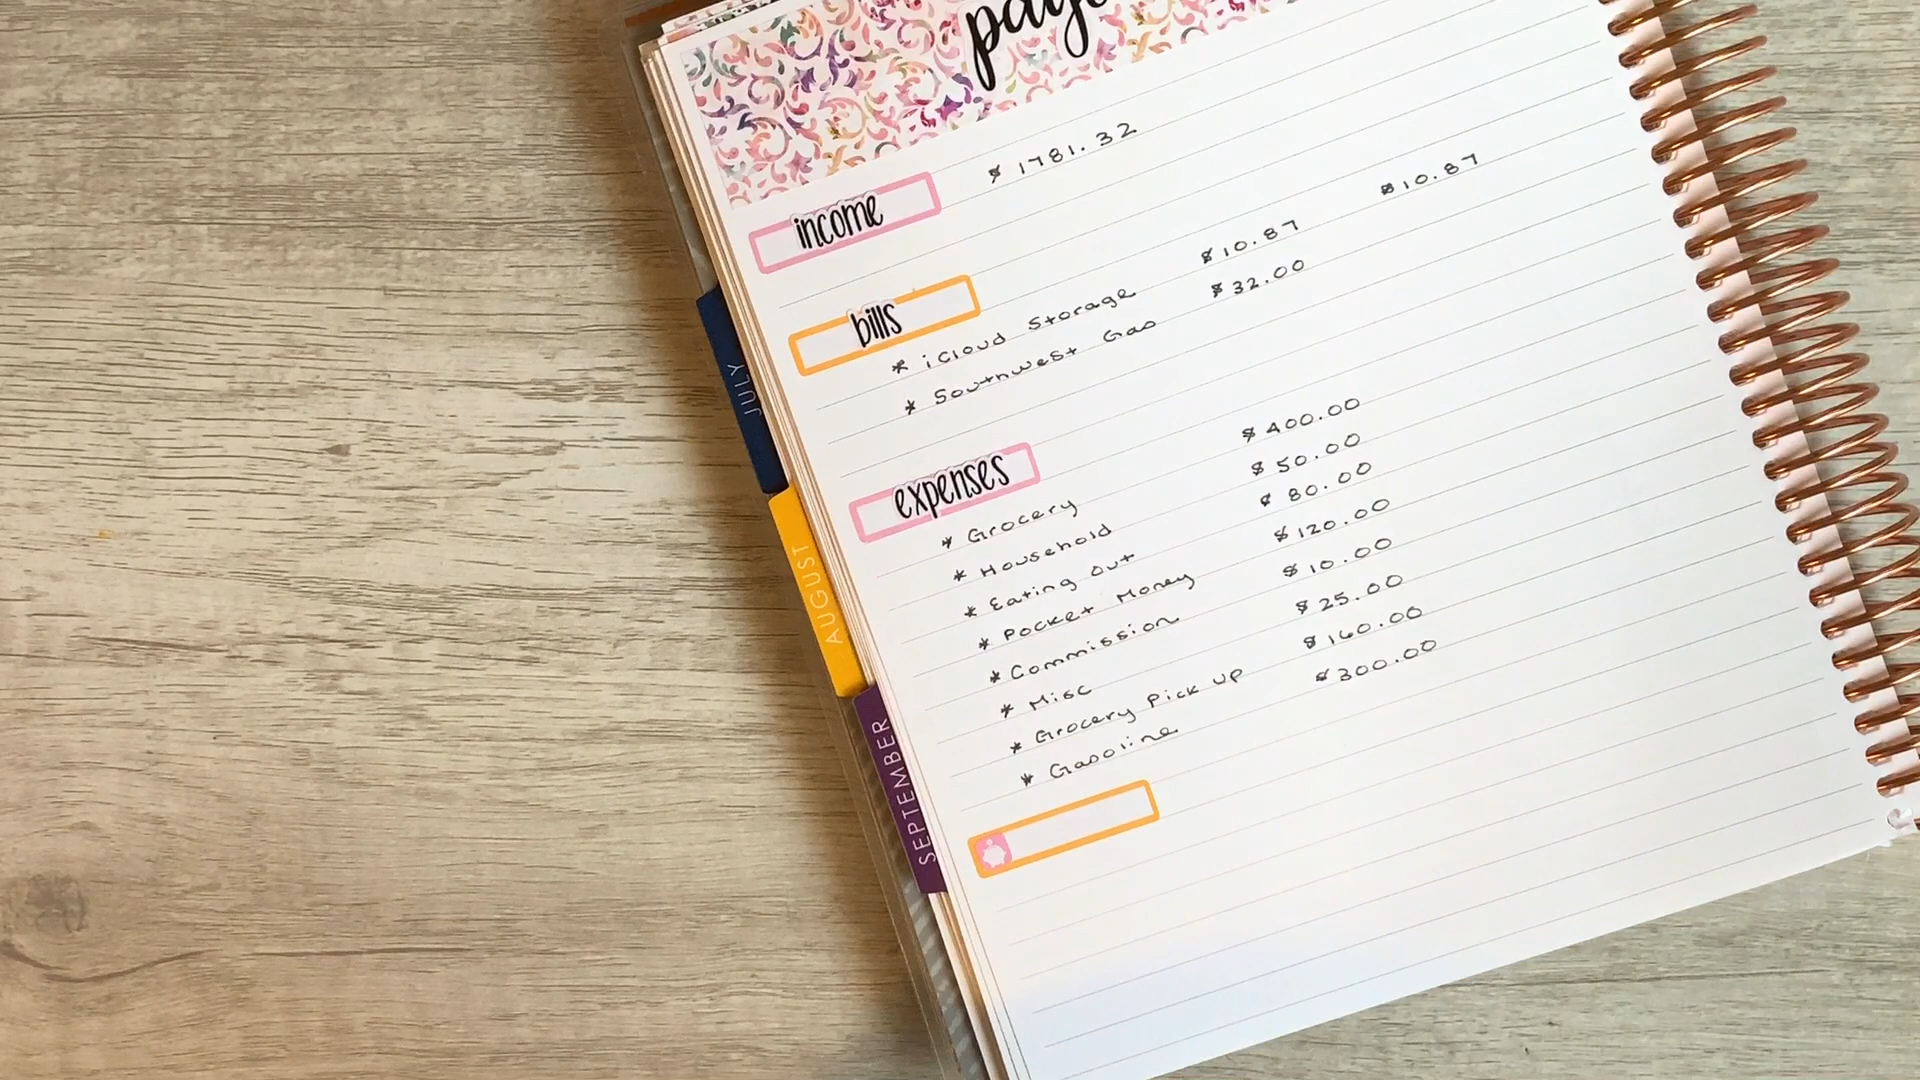 income $ 1781.32
bills
* iCloud Storage $10.87 $10.87
* Southwest Gas $32.00
expenses
* Grocery $400.00
* Household $50.00
* Eating Out $80.00
* Pocket Money $120.00
* Commission $10.00
* Misc $25.00
* Grocery Pick Up $160.00
* Gasoline $300.00
JULY
AUGUST
SEPTEMBER